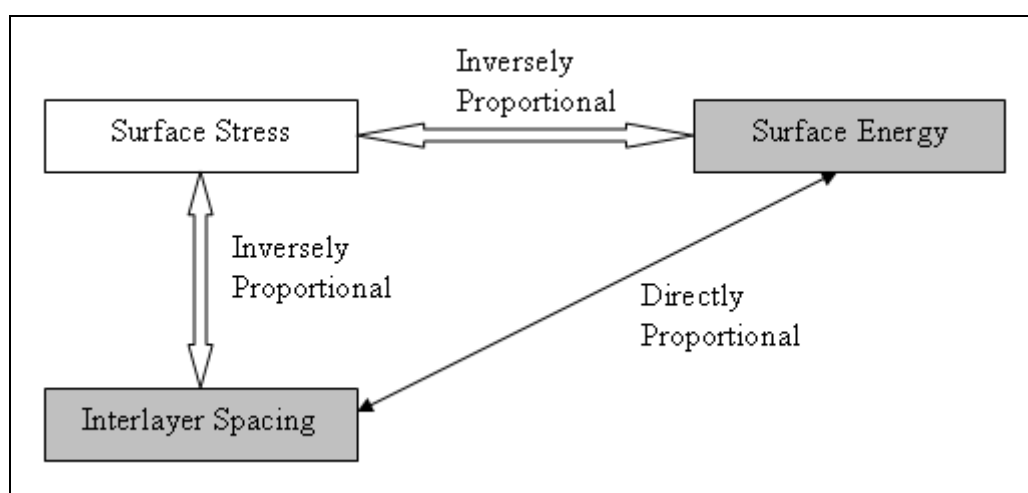 Inversely
Proportional
Surface Stress
Surface Energy
Inversely
Proportional
Directly
Proportional
Interlayer Spacing